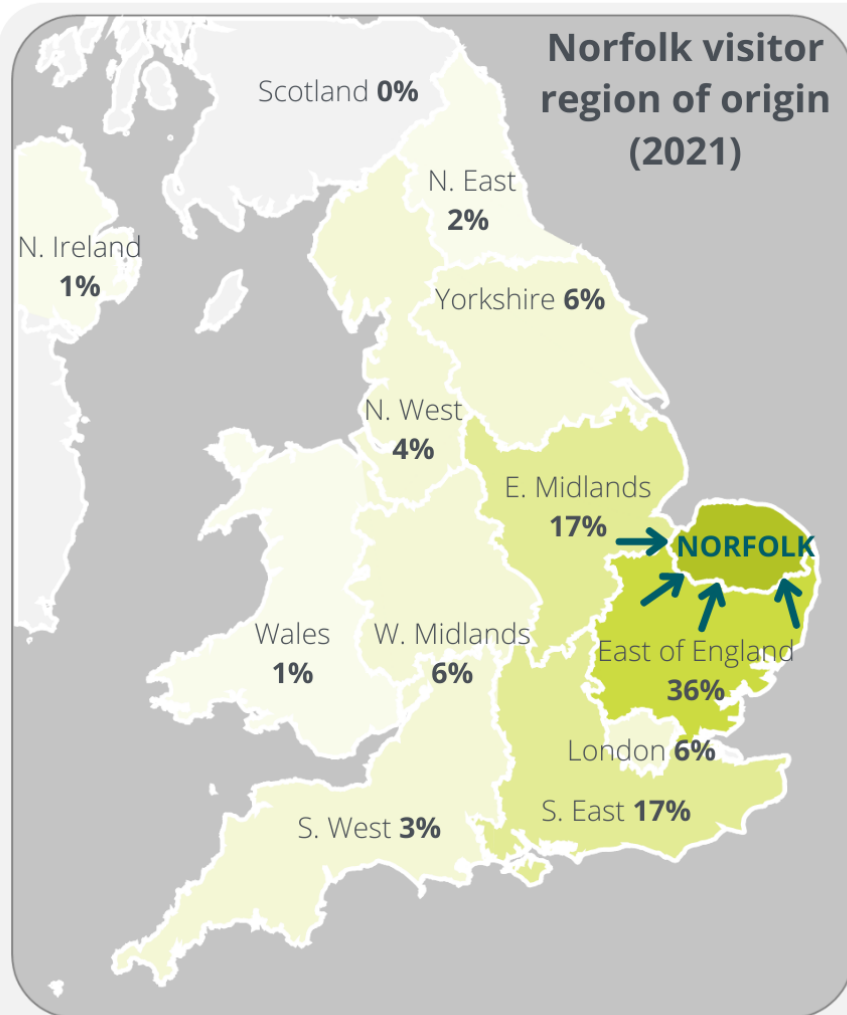 Norfolk visitor
region of origin
(2021)
Scotland 0%
N. East
2%
N. Ireland
1%
Yorkshire 6%
N. West
4%
E. Midlands
17%
NORFOLK
Wales
1%
W. Midlands
6%
East of England
36%
London 6%
S. East 17%
S. West 3%